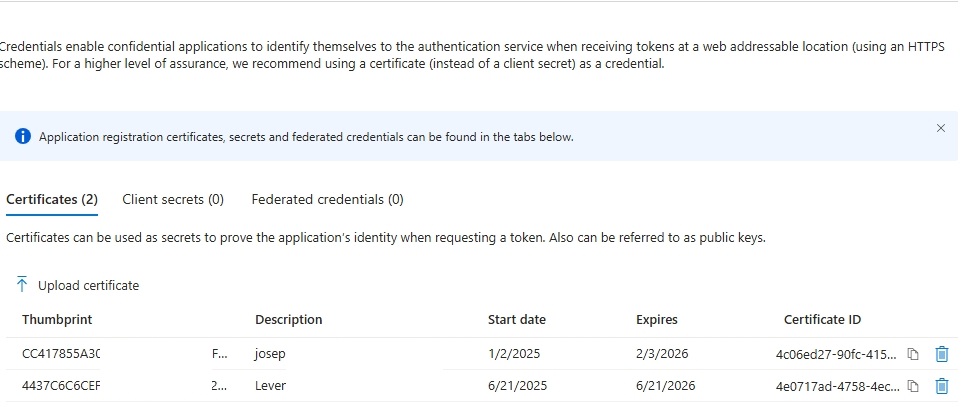 Credentials enable confidential applications to identify themselves to the authentication service when receiving tokens at a web addressable location (using an HTTPS
scheme). For a higher level of assurance, we recommend using a certificate (instead of a client secret) as a credential.
Application registration certificates, secrets and federated credentials can be found in the tabs below.
Certificates (2) Client secrets (0) Federated credentials (0)
Certificates can be used as secrets to prove the application's identity when requesting a token. Also can be referred to as public keys.
Upload certificate
Thumbprint Description Start date Expires Certificate ID
CC417855A3 F... josep 1/2/2025 2/3/2026 4c06ed27-90fc-415...
4437C6C6CEF 2... Lever 6/21/2025 6/21/2026 4e0717ad-4758-4ec...